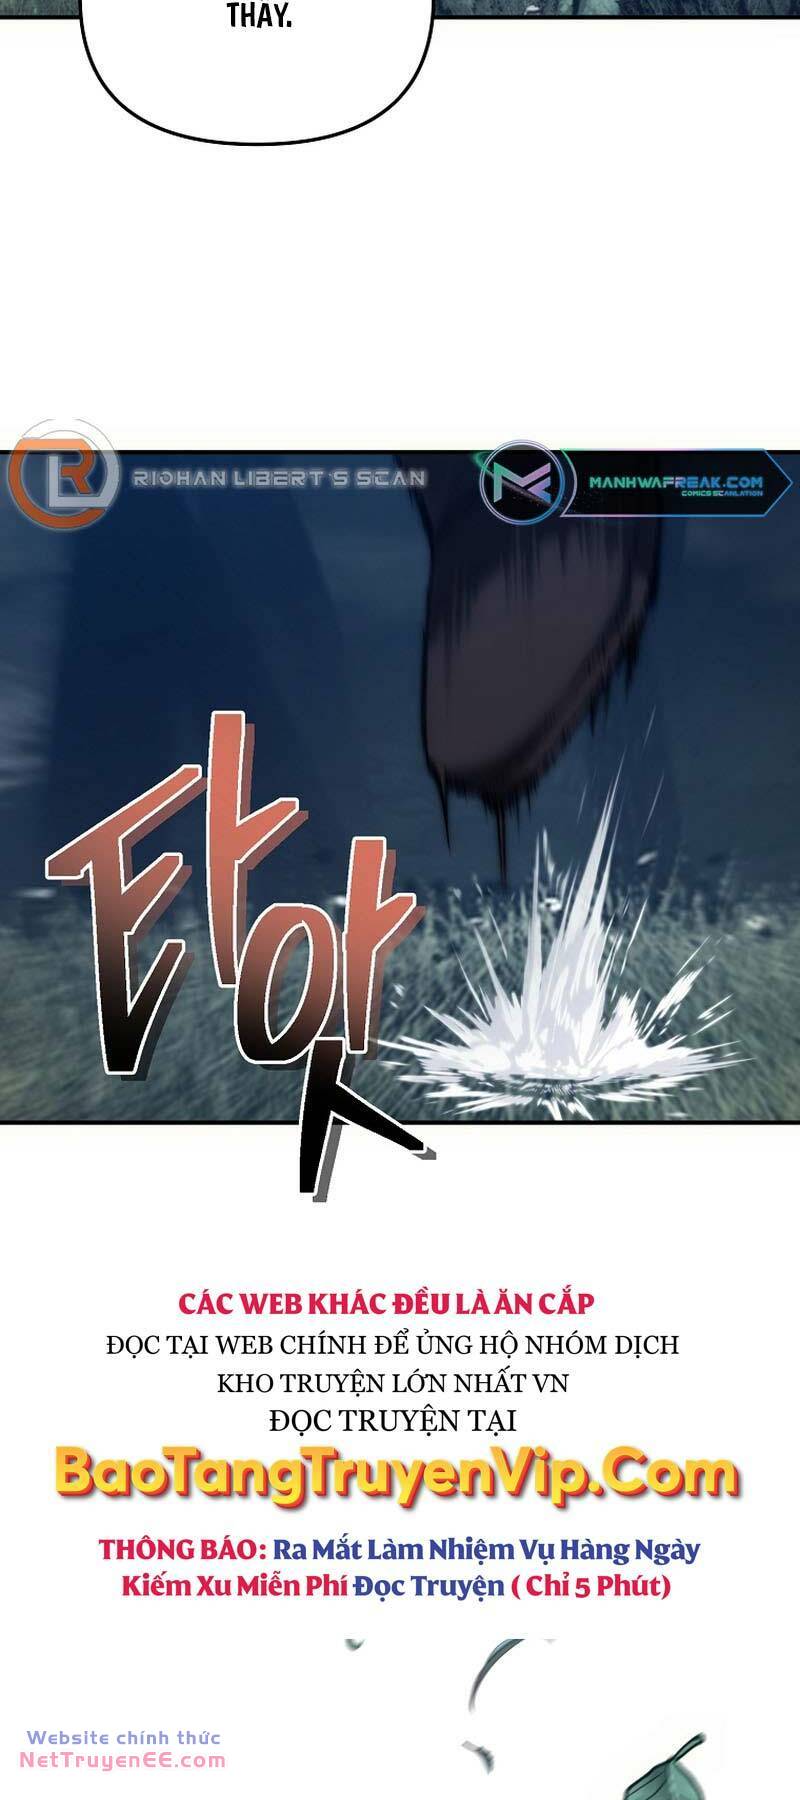 THẤY.
RIOHAN LIBERT'S SCAN
MANHWAFREAK.COM
COMICS SCANLATION
타앗
CÁC WEB KHÁC ĐỀU LÀ ĂN CẮP
ĐỌC TẠI WEB CHÍNH ĐỂ ỦNG HỘ NHÓM DỊCH
KHO TRUYỆN LỚN NHẤT VN
ĐỌC TRUYỆN TẠI
BaoTangTruyenVip.Com
THÔNG BÁO: Ra Mắt Làm Nhiệm Vụ Hàng Ngày
Kiếm Xu Miễn Phí Đọc Truyện ( Chỉ 5 Phút)
Website chính thức
NetTruyenEE.com